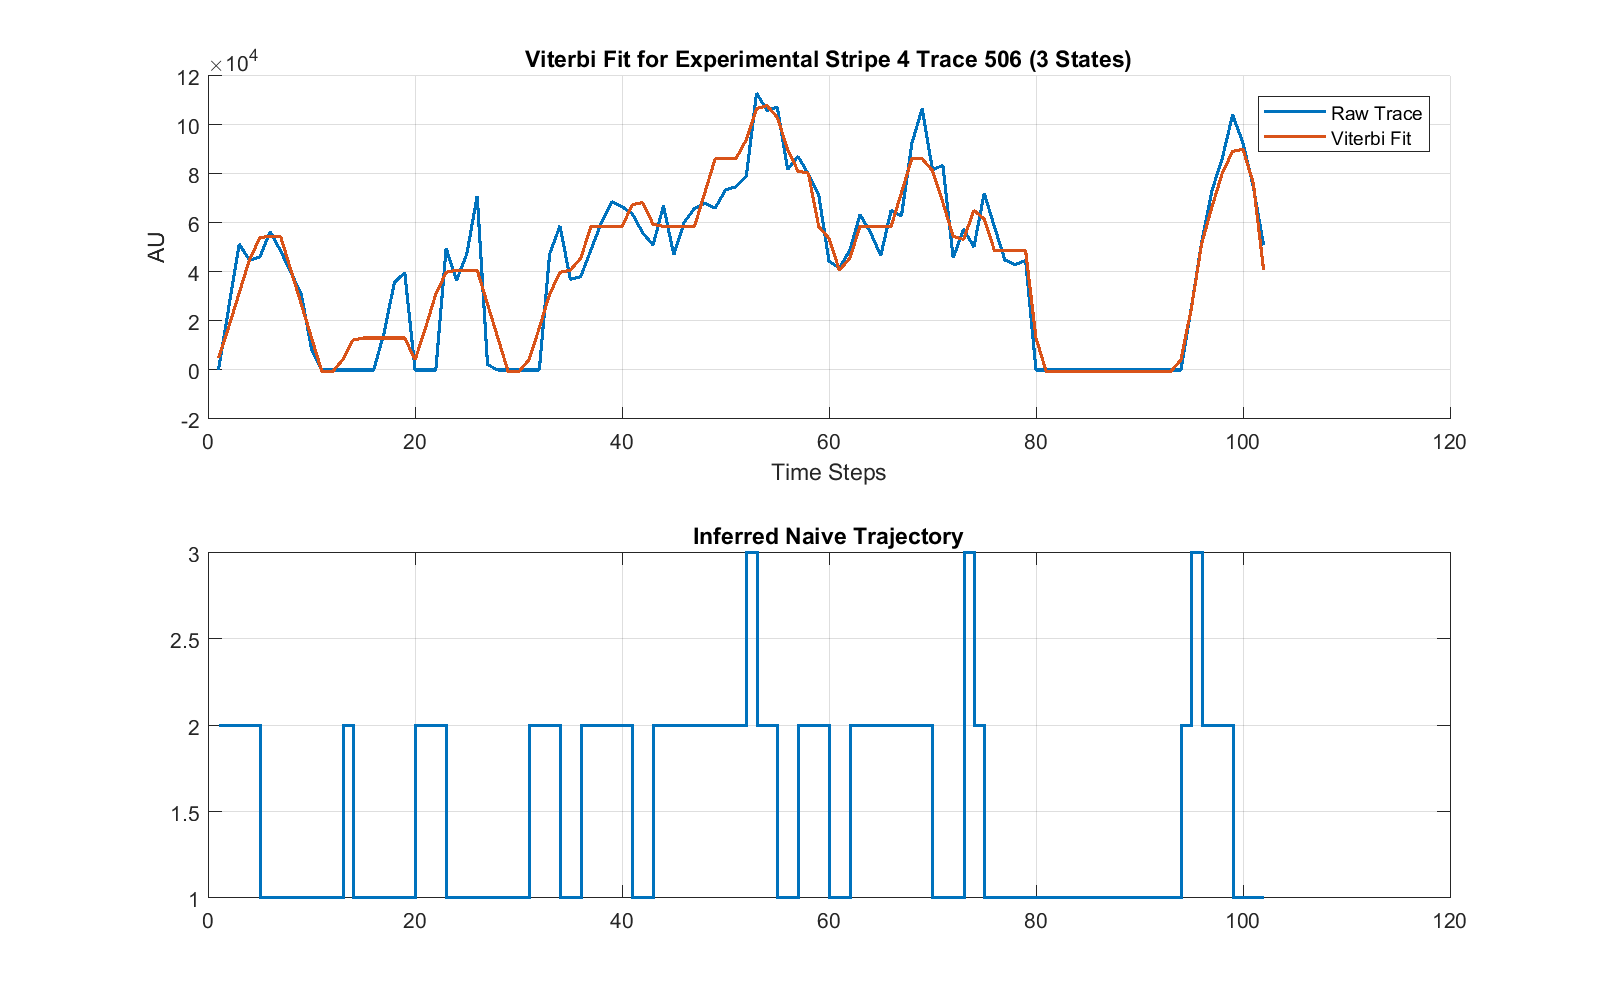 Viterbi Fit for Experimental Stripe 4 Trace 506 (3 States)
×10⁴
12
10
8
6
4
2
0
-2
AU
Raw Trace
Viterbi Fit
0 20 40 60 80 100 120
Time Steps
Inferred Naive Trajectory
3
2.5
2
1.5
1
0 20 40 60 80 100 120